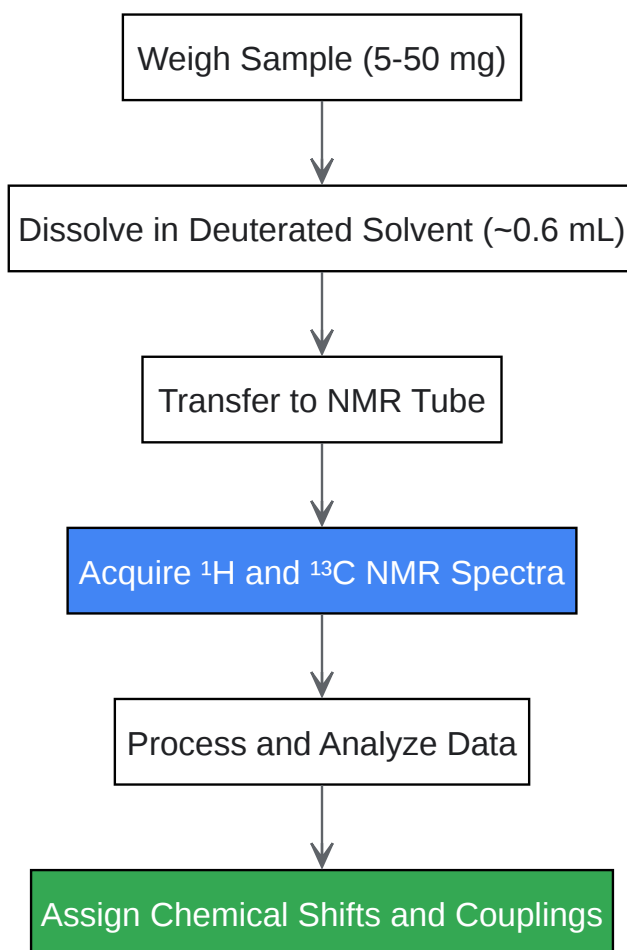 Weigh Sample (5-50 mg)
Dissolve in Deuterated Solvent (~0.6 mL)
Transfer to NMR Tube
Acquire ¹H and ¹³C NMR Spectra
Process and Analyze Data
Assign Chemical Shifts and Couplings